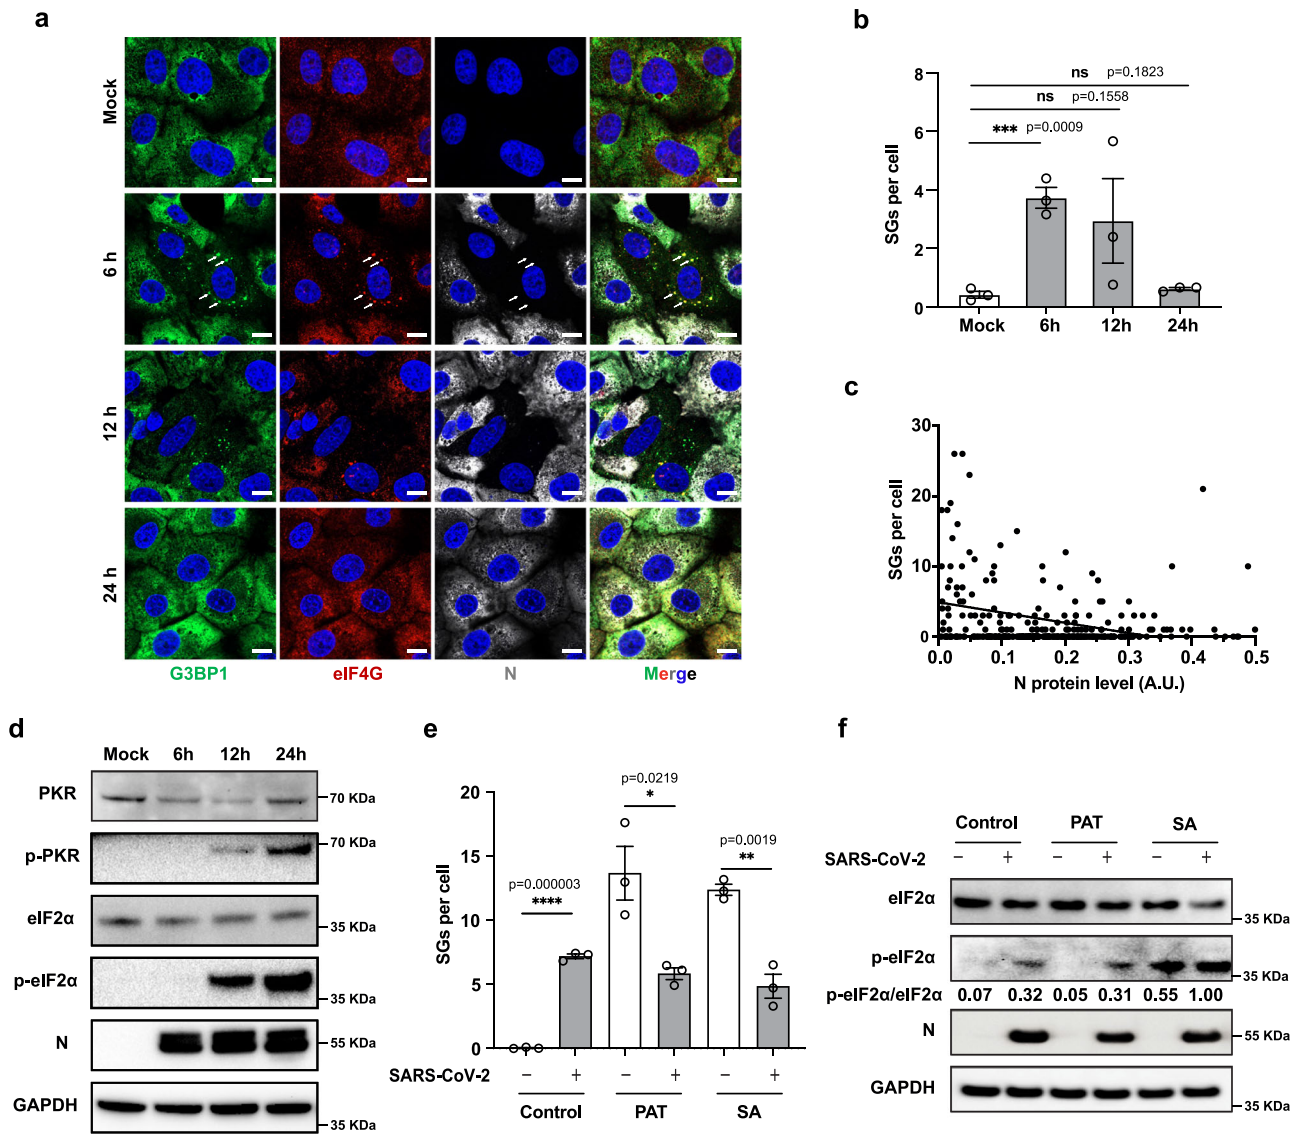 a
Mock
6 h
12 h
24 h
G3BP1 eIF4G N Merge
b
ns p=0.1823
ns p=0.1558
*** p=0.0009
SGs per cell
8
6
4
2
0
Mock 6h 12h 24h
c
SGs per cell
30
20
10
0
0.0 0.1 0.2 0.3 0.4 0.5
N protein level (A.U.)
d
Mock 6h 12h 24h
PKR 70 KDa
p-PKR 70 KDa
eIF2α 35 KDa
p-eIF2α 35 KDa
N 55 KDa
GAPDH 35 KDa
e
SGs per cell
20
15
10
5
0
p=0.000003
****
p=0.0219
*
p=0.0019
**
SARS-CoV-2 − + − + − +
Control PAT SA
f
Control PAT SA
SARS-CoV-2 − + − + − +
eIF2α 35 KDa
p-eIF2α 35 KDa
p-eIF2α/eIF2α 0.07 0.32 0.05 0.31 0.55 1.00
N 55 KDa
GAPDH 35 KDa